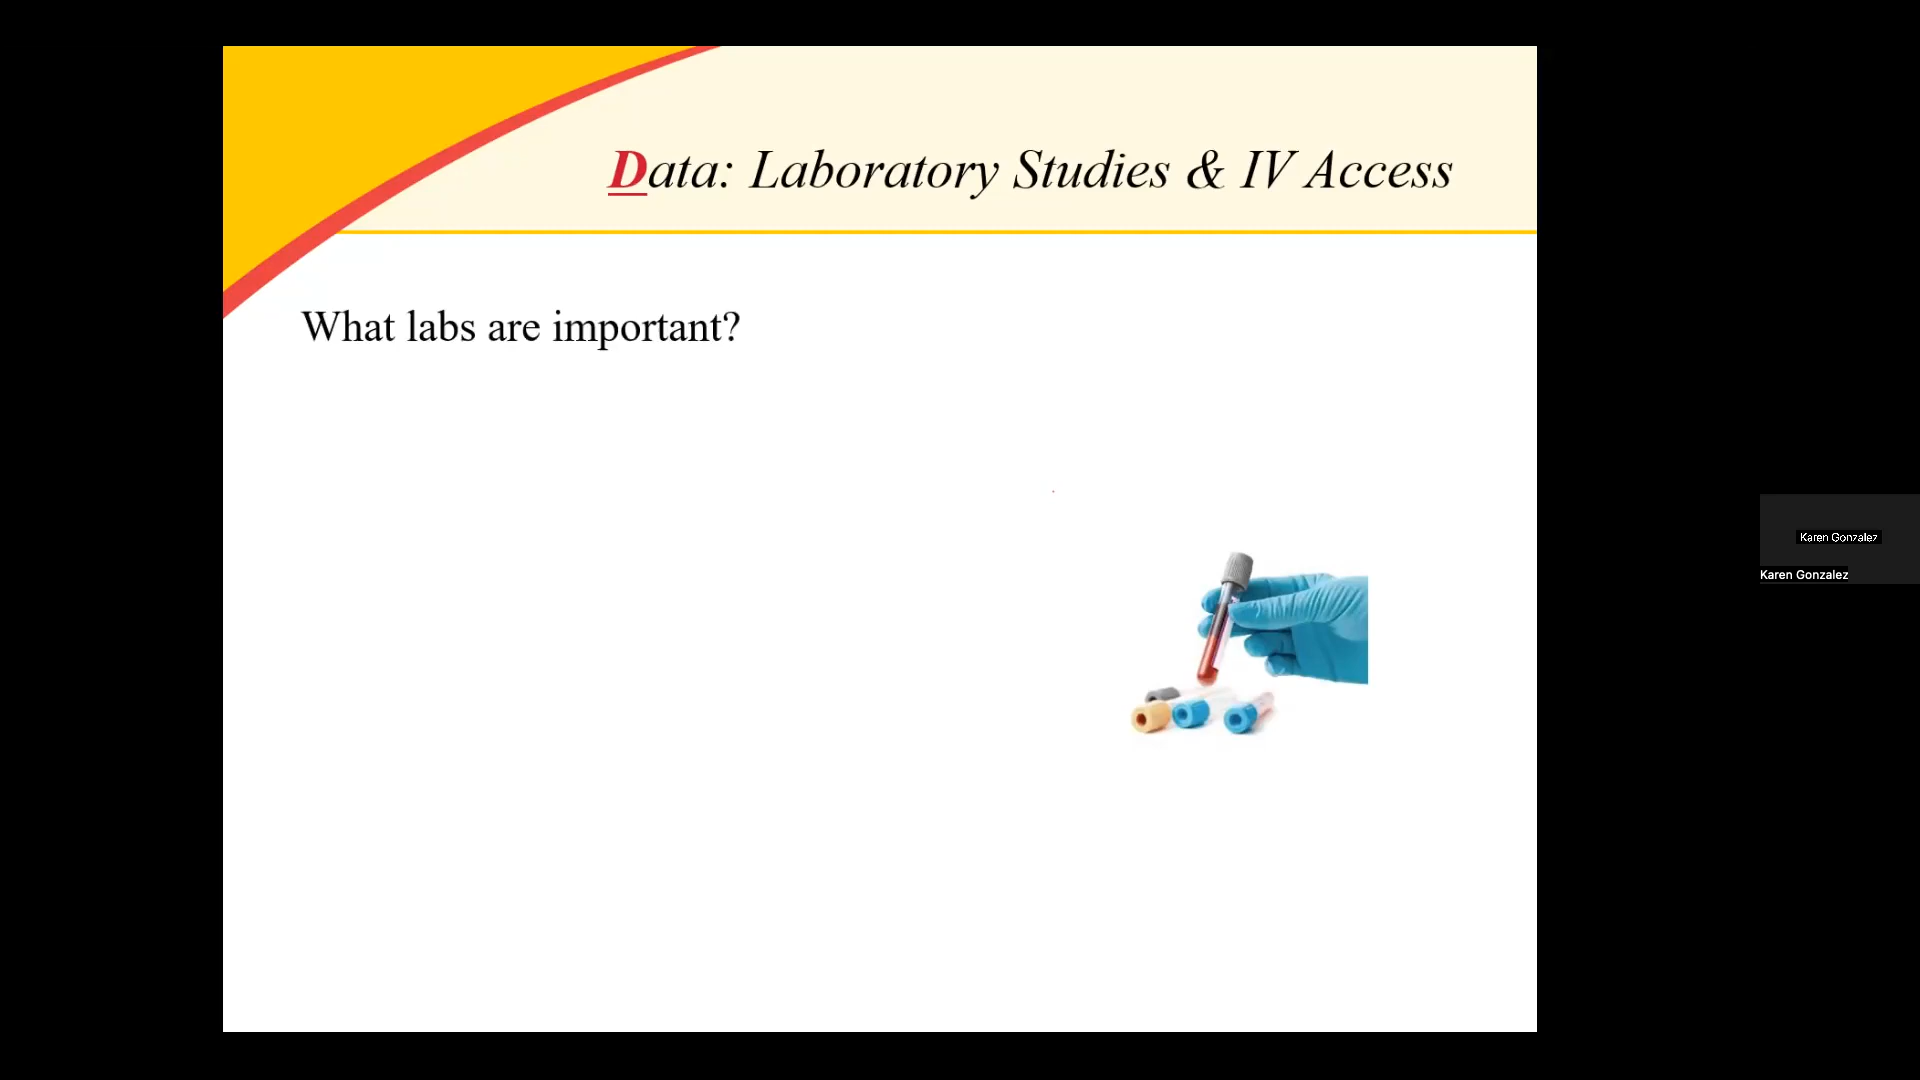 Data: Laboratory Studies & IV Access
What labs are important?
Karen Gonzalez
Karen Gonzalez